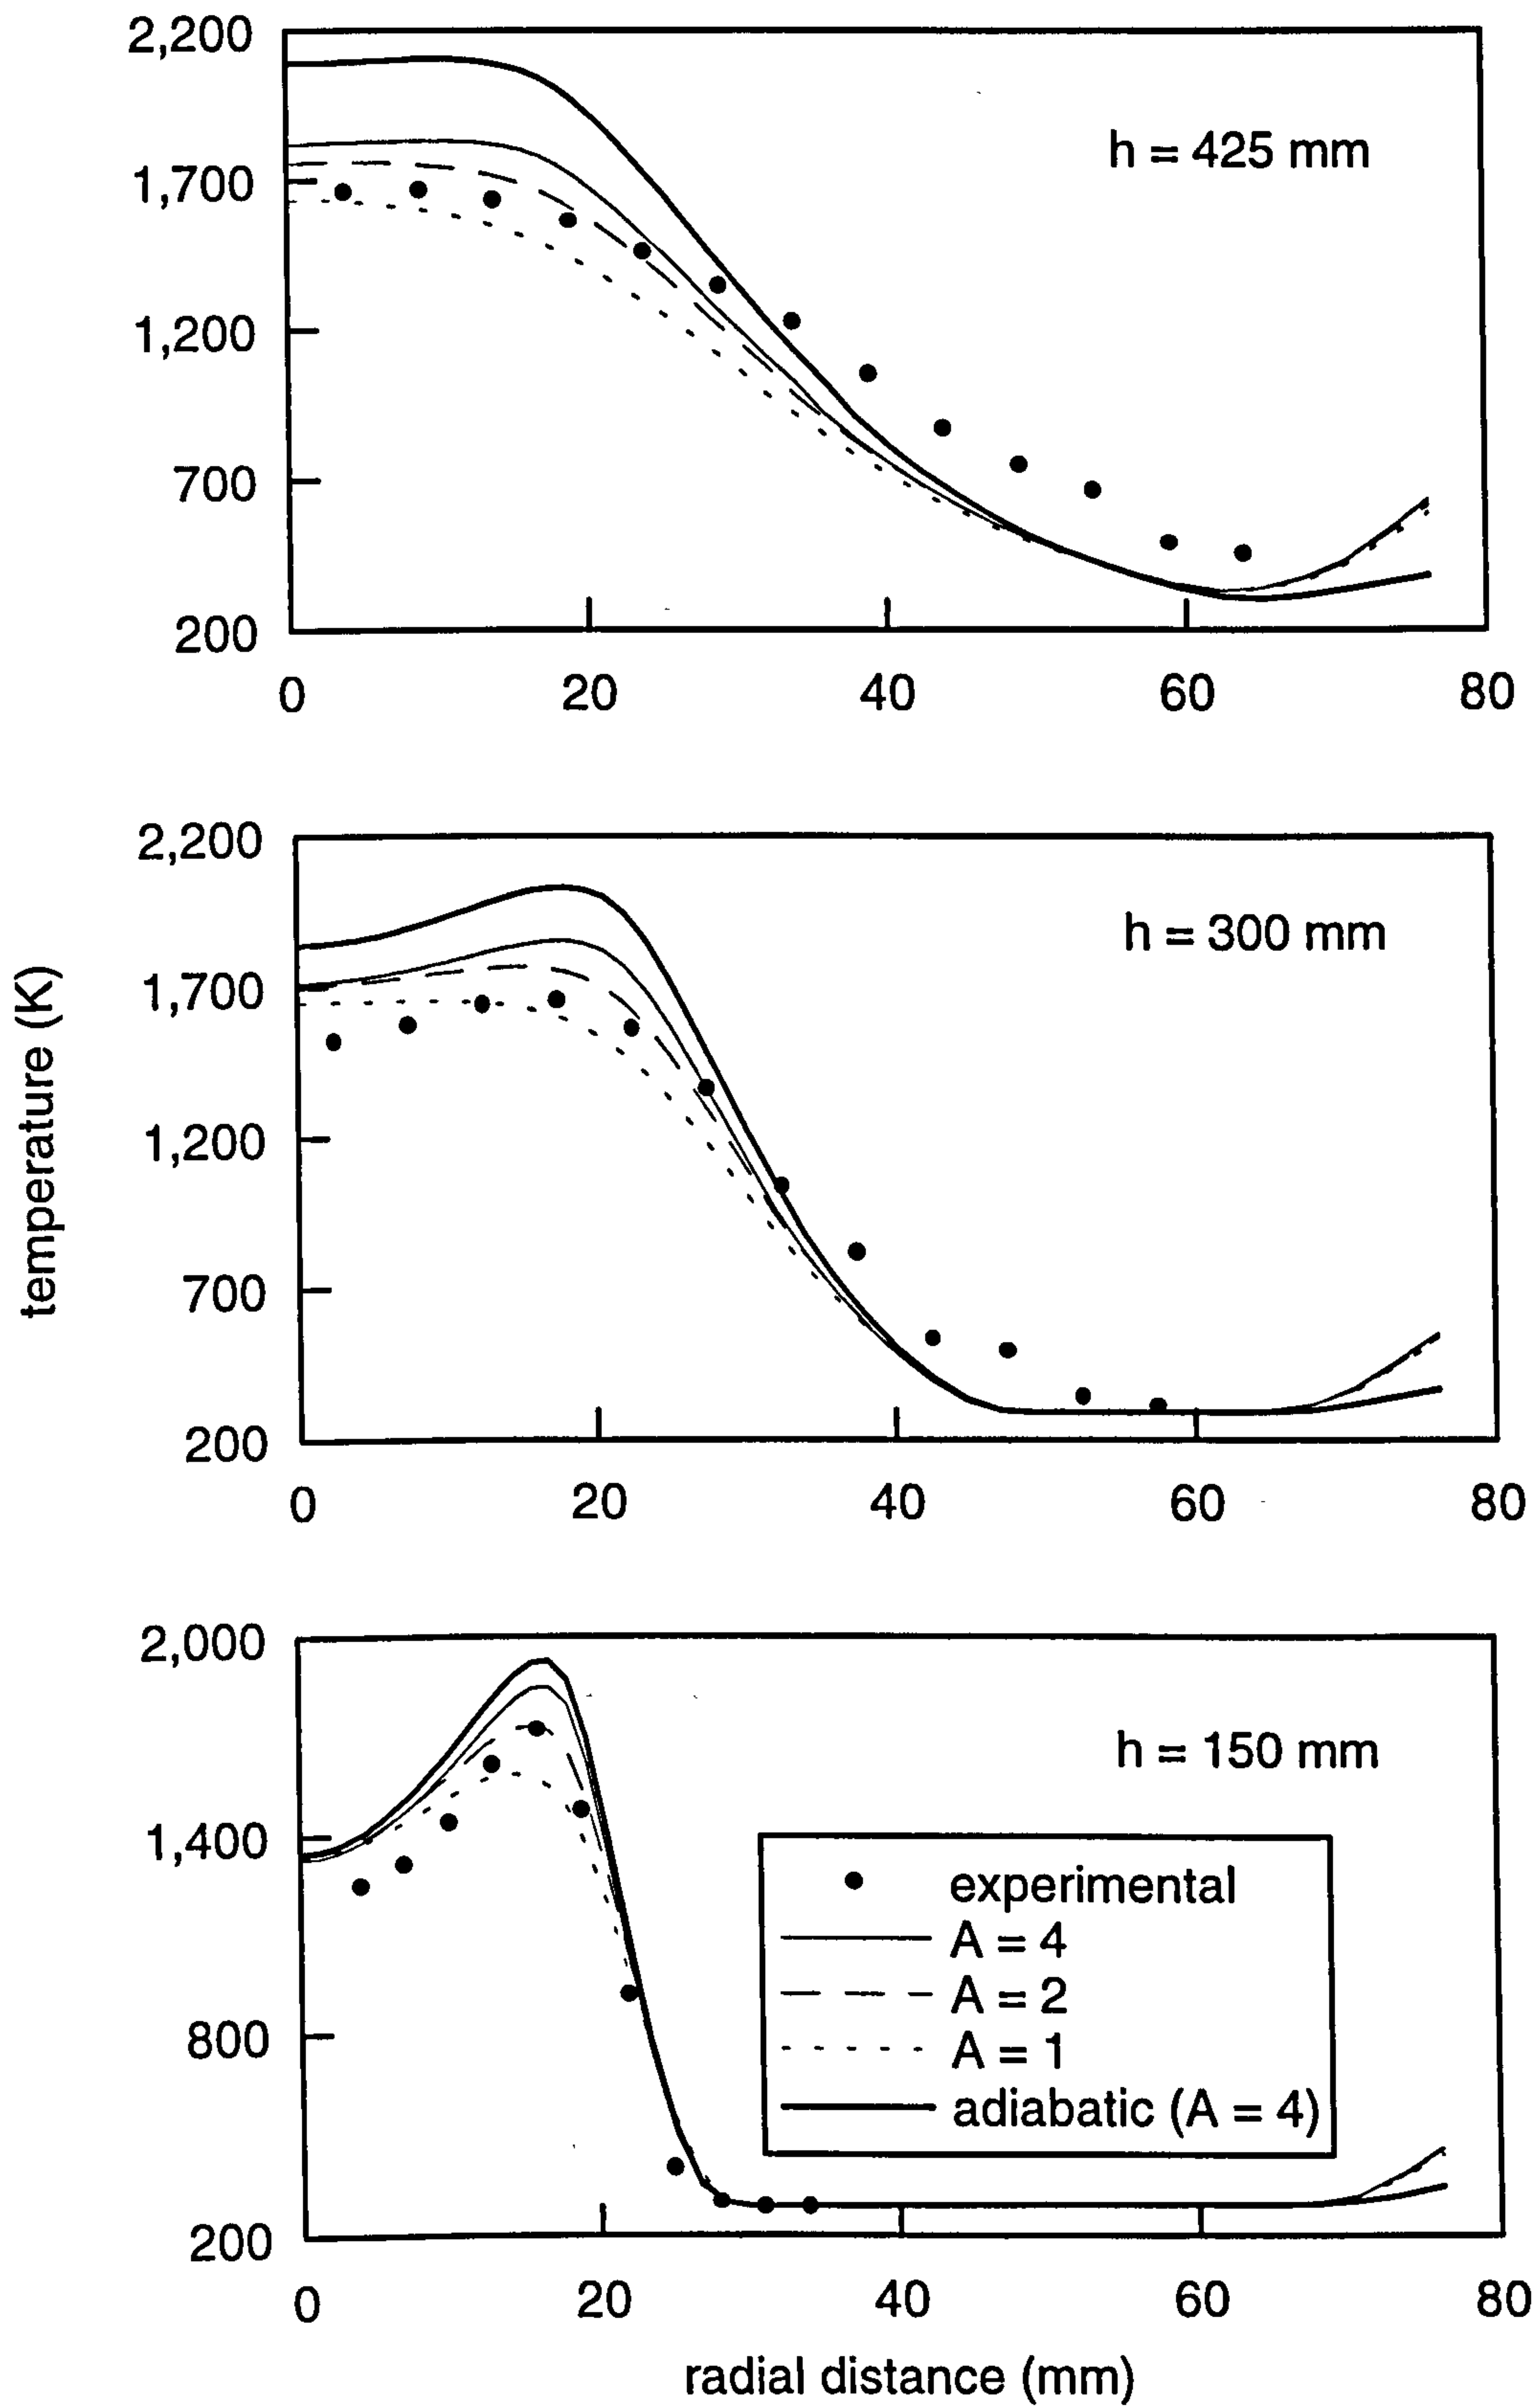 2,200
1,700
1,200
700
200
h = 425 mm
0 20 40 60 80
temperature (K)
2,200
1,700
1,200
700
200
h = 300 mm
0 20 40 60 80
2,000
1,400
800
200
h = 150 mm
experimental
A = 4
A = 2
A = 1
adiabatic (A = 4)
0 20 40 60 80
radial distance (mm)